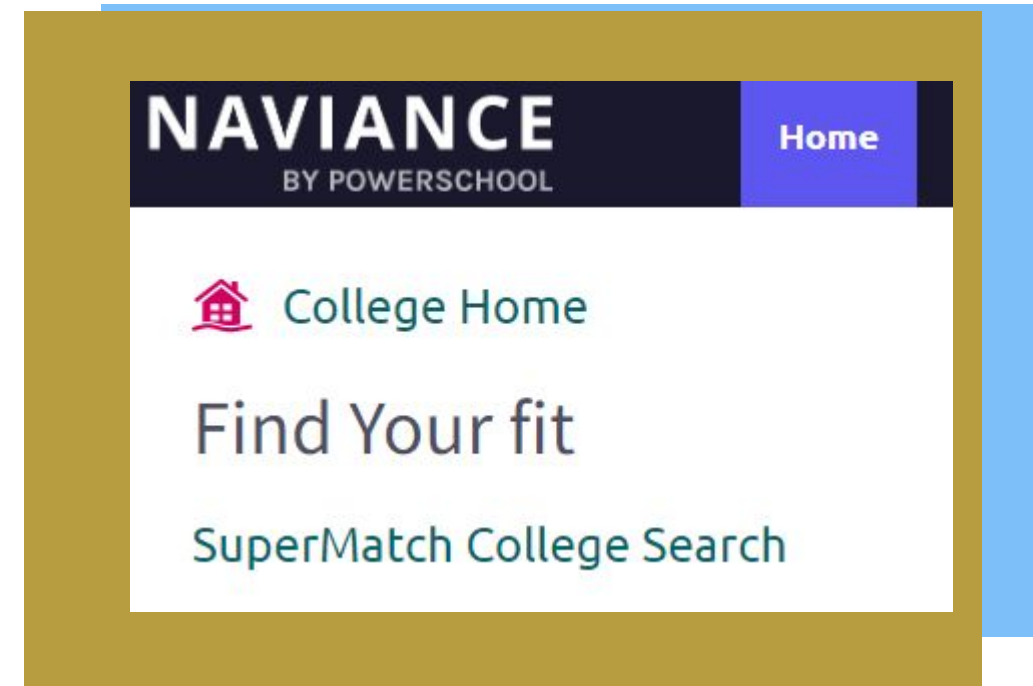 NAVIANCE
BY POWERSCHOOL
Home
College Home
Find Your fit
SuperMatch College Search